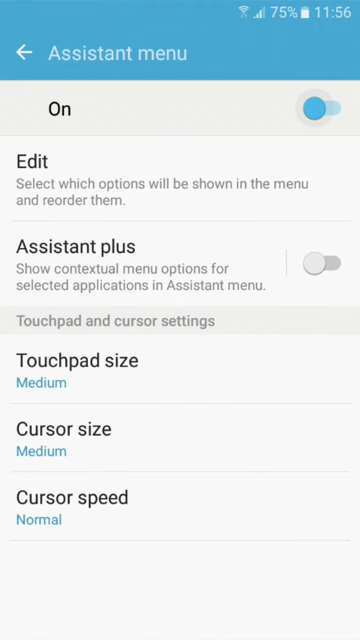 75% 11:56
Assistant menu
On
Edit
Select which options will be shown in the menu
and reorder them.
Assistant plus
Show contextual menu options for
selected applications in Assistant menu.
Touchpad and cursor settings
Touchpad size
Medium
Cursor size
Medium
Cursor speed
Normal